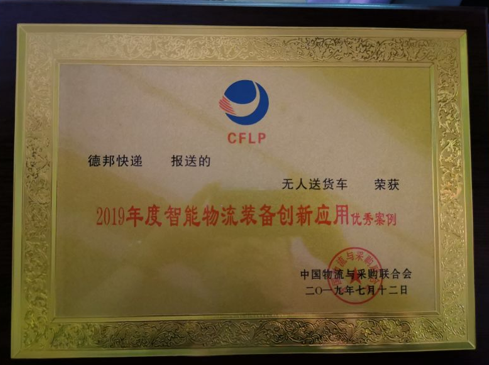 CFLP
德邦快递 报送的
无人送货车 荣获
2019年度智能物流装备创新应用优秀案例
中国物流与采购联合会
二〇一九年七月十二日